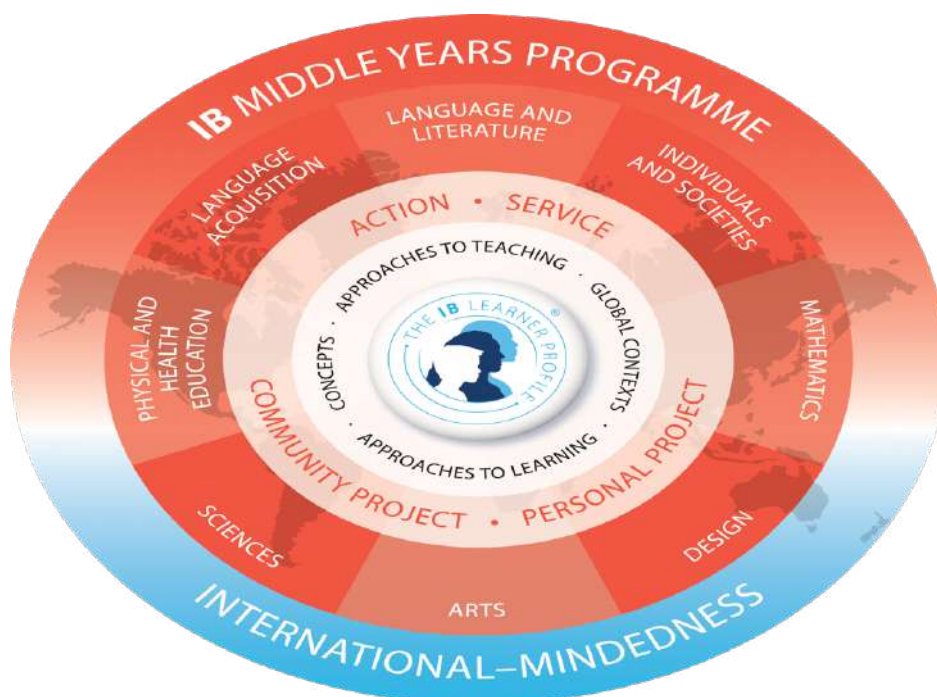 IB MIDDLE YEARS PROGRAMME
LANGUAGE AND
LITERATURE
INDIVIDUALS
AND SOCIETIES
MATHEMATICS
DESIGN
ARTS
SCIENCES
PHYSICAL AND
HEALTH
EDUCATION
LANGUAGE
ACQUISITION
ACTION • SERVICE
COMMUNITY PROJECT • PERSONAL PROJECT
APPROACHES TO TEACHING · GLOBAL CONTEXTS ·
APPROACHES TO LEARNING · CONCEPTS ·
THE IB LEARNER PROFILE ®
INTERNATIONAL–MINDEDNESS